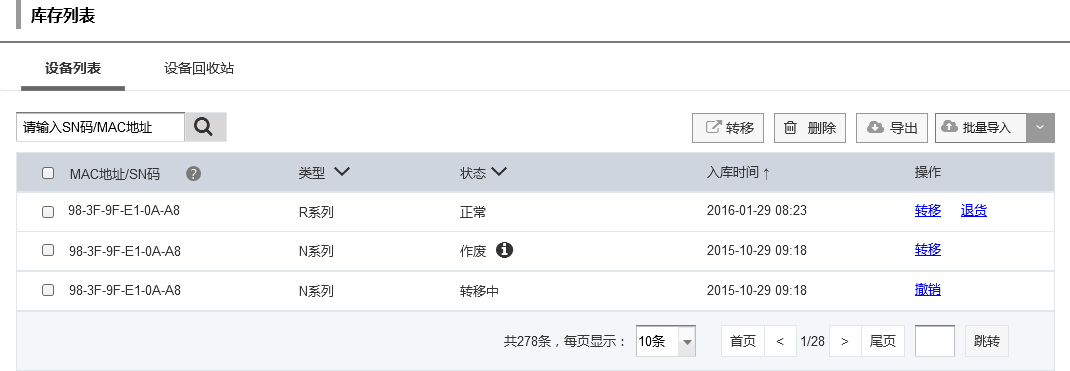 库存列表
设备列表 设备回收站
请输入SN码/MAC地址 转移 删除 导出 批量导入
MAC地址/SN码 ? 类型 状态 入库时间↑ 操作
98-3F-9F-E1-0A-A8 R系列 正常 2016-01-29 08:23 转移 退货
98-3F-9F-E1-0A-A8 N系列 作废 2015-10-29 09:18 转移
98-3F-9F-E1-0A-A8 N系列 转移中 2015-10-29 09:18 撤销
共278条，每页显示： 10条 首页 < 1/28 > 尾页 跳转